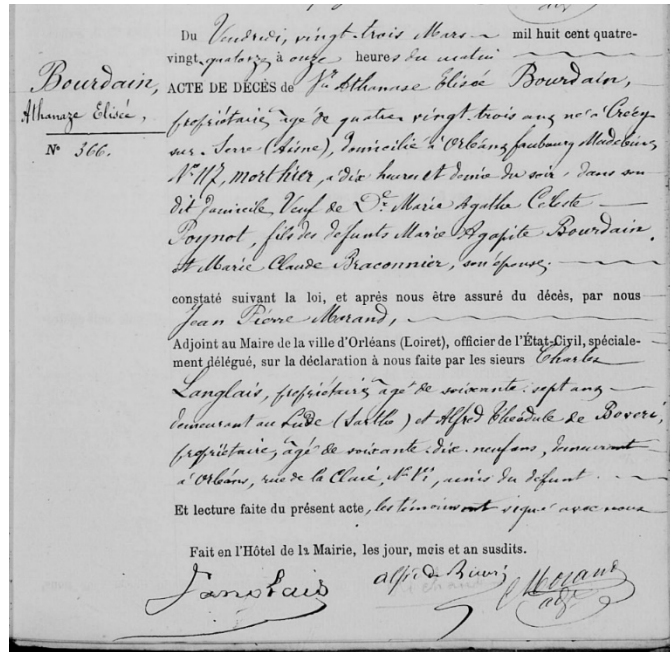 Du Vendredi, vingt-trois Mars mil huit cent quatre-
vingt-quatorze à onze heures du matin
Bourdain,
Athanaze Elisée,
N° 366.
ACTE DE DÉCÈS de Sr Athanase Elisée Bourdain,
propriétaire, âgé de quatre-vingt-trois ans, né à Crécy-
sur-Serre (Aisne), domicilié à Orléans, faubourg Madeleine,
N° 117, mort hier, à dix heures et demie du soir, dans son
dit domicile, Veuf de De Marie Agathe Céleste
Poynot, fils des défunts Marie Agapite Bourdain,
et Marie Claude Braconnier, son épouse;
constaté suivant la loi, et après nous être assuré du décès, par nous
Jean Pierre Morand,
Adjoint au Maire de la ville d'Orléans (Loiret), officier de l'État-Civil, spéciale-
ment délégué, sur la déclaration à nous faite par les sieurs Charles
Langlais, propriétaire, âgé de soixante-sept ans,
demeurant au Lude (Sarthe) et Alfred Théodule de
propriétaire, âgé de soixante-dix-neuf ans, demeurant
à Orléans, rue de la, amis du défunt.
Et lecture faite du présent acte, les témoins ont signé avec nous
Fait en l'Hôtel de la Mairie, les jour, mois et an susdits.
Langlais
Morand
adj